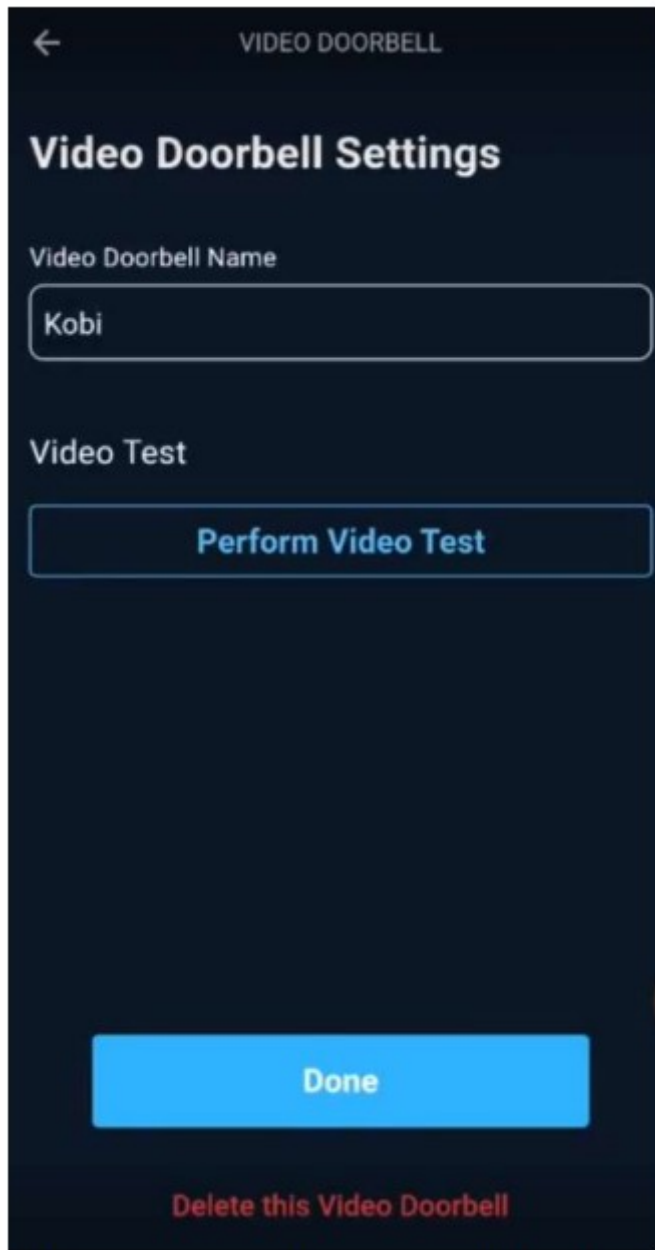 VIDEO DOORBELL
Video Doorbell Settings
Video Doorbell Name
Kobi
Video Test
Perform Video Test
Done
Delete this Video Doorbell